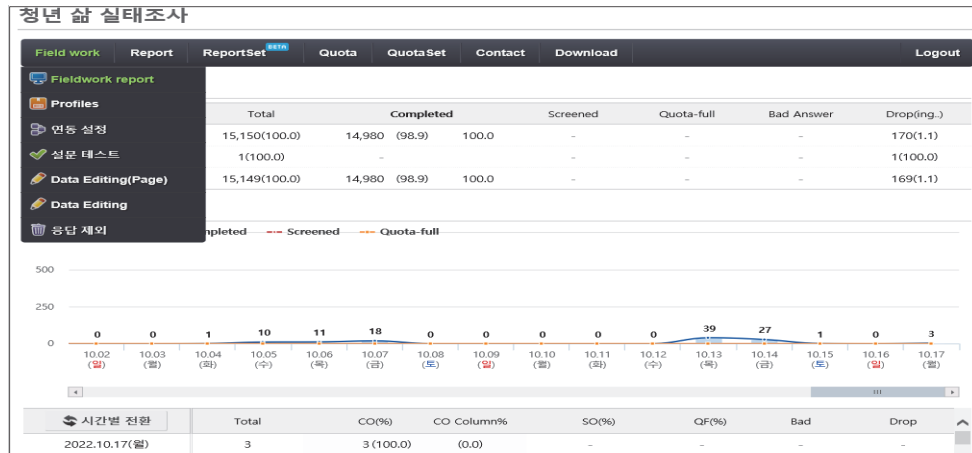 청년 삶 실태조사
Field work Report ReportSet BETA Quota QuotaSet Contact Download Logout
Fieldwork report
Profiles
연동 설정
설문 테스트
Data Editing(Page)
Data Editing
응답 제외
Total Completed Screened Quota-full Bad Answer Drop(ing..)
15,150(100.0) 14,980 (98.9) 100.0 - - - 170(1.1)
1(100.0) - - - - 1(100.0)
15,149(100.0) 14,980 (98.9) 100.0 - - - 169(1.1)
mpleted Screened Quota-full
500
250
0 0 1 10 11 18 0 0 0 0 0 39 27 1 0 3
0
10.02 10.03 10.04 10.05 10.06 10.07 10.08 10.09 10.10 10.11 10.12 10.13 10.14 10.15 10.16 10.17
(일) (월) (화) (수) (목) (금) (토) (일) (월) (화) (수) (목) (금) (토) (일) (월)
시간별 전환 Total CO(%) CO Column% SO(%) QF(%) Bad Drop
2022.10.17(월) 3 3 (100.0) (0.0) - - - -